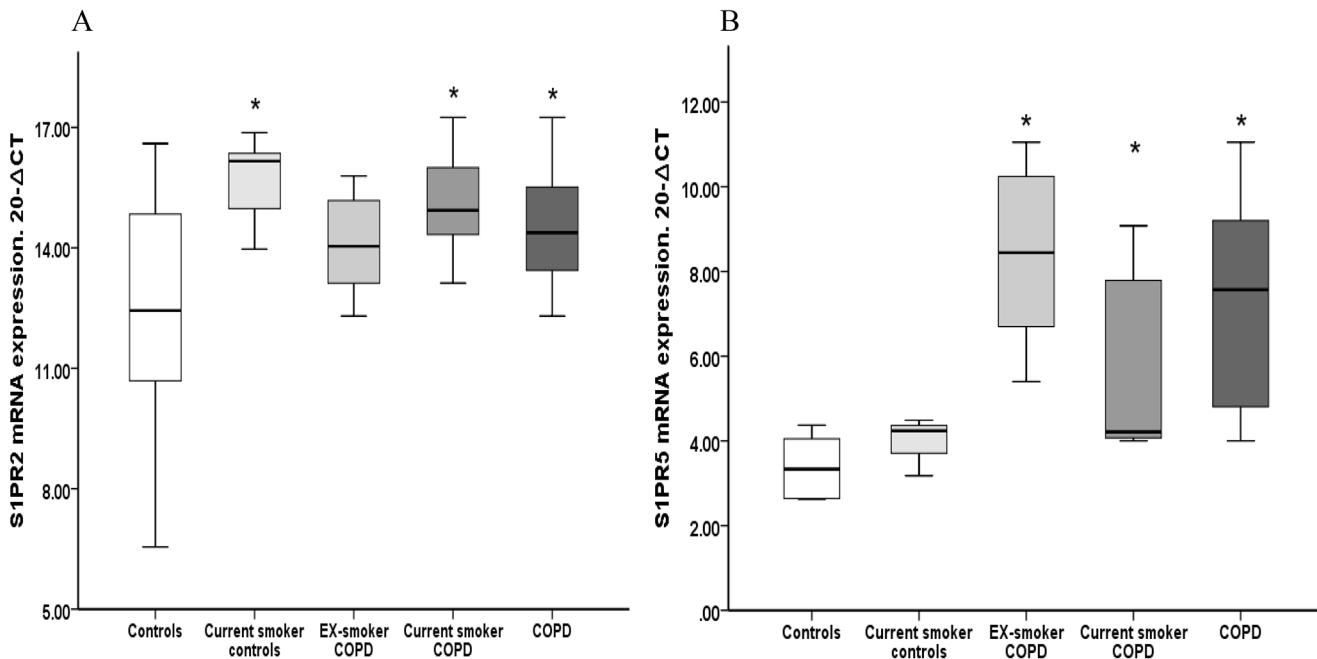 A
S1PR2 mRNA expression. 20-ΔCT
17.00
14.00
11.00
8.00
5.00
*
*
*
Controls
Current smoker
controls
EX-smoker
COPD
Current smoker
COPD
COPD
B
S1PR5 mRNA expression. 20-ΔCT
12.00
10.00
8.00
6.00
4.00
2.00
.00
*
*
*
Controls
Current smoker
controls
EX-smoker
COPD
Current smoker
COPD
COPD